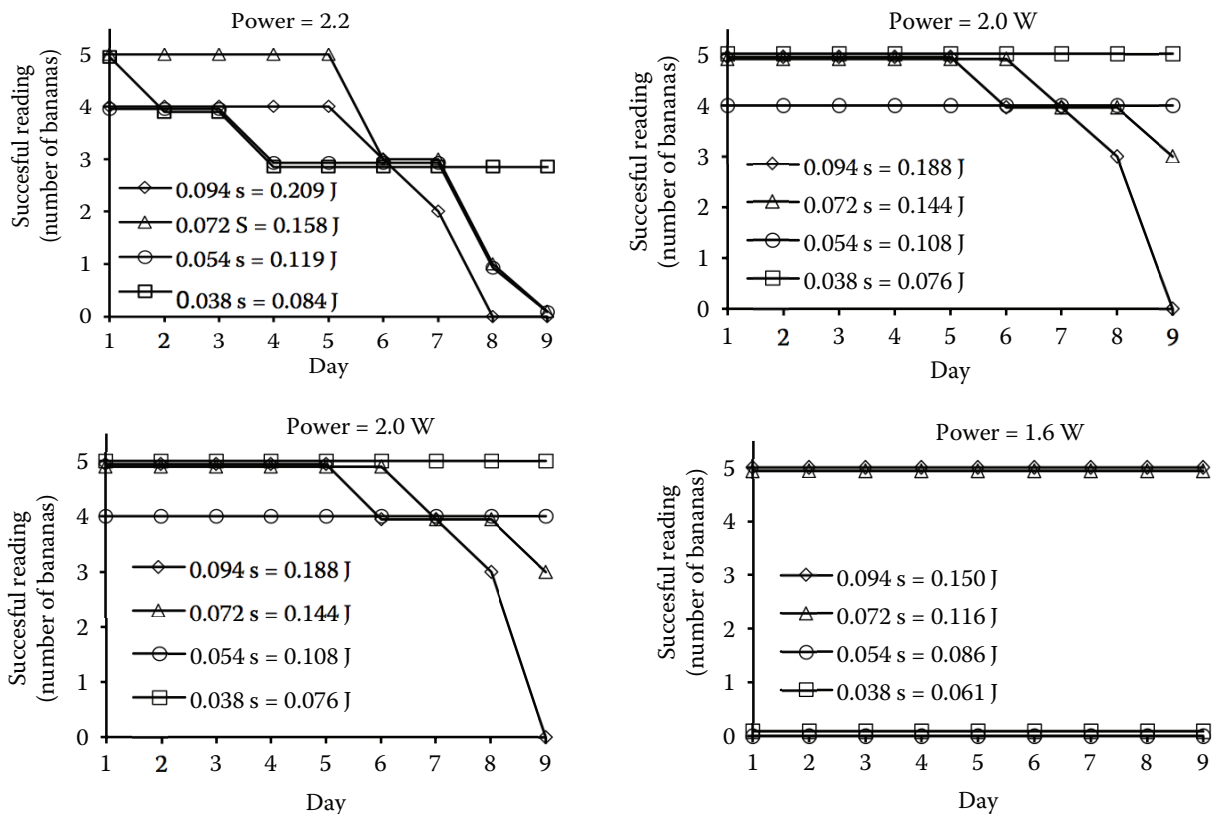 Power = 2.2
5
4
3
2
1
0
Succesful reading
(number of bananas)
0.094 s = 0.209 J
0.072 S = 0.158 J
0.054 s = 0.119 J
0.038 s = 0.084 J
1 2 3 4 5 6 7 8 9
Day
Power = 2.0 W
5
4
3
2
1
0
Succesful reading
(number of bananas)
0.094 s = 0.188 J
0.072 s = 0.144 J
0.054 s = 0.108 J
0.038 s = 0.076 J
1 2 3 4 5 6 7 8 9
Day
Power = 2.0 W
5
4
3
2
1
0
Succesful reading
(number of bananas)
0.094 s = 0.188 J
0.072 s = 0.144 J
0.054 s = 0.108 J
0.038 s = 0.076 J
1 2 3 4 5 6 7 8 9
Day
Power = 1.6 W
5
4
3
2
1
0
Succesful reading
(number of bananas)
0.094 s = 0.150 J
0.072 s = 0.116 J
0.054 s = 0.086 J
0.038 s = 0.061 J
1 2 3 4 5 6 7 8 9
Day